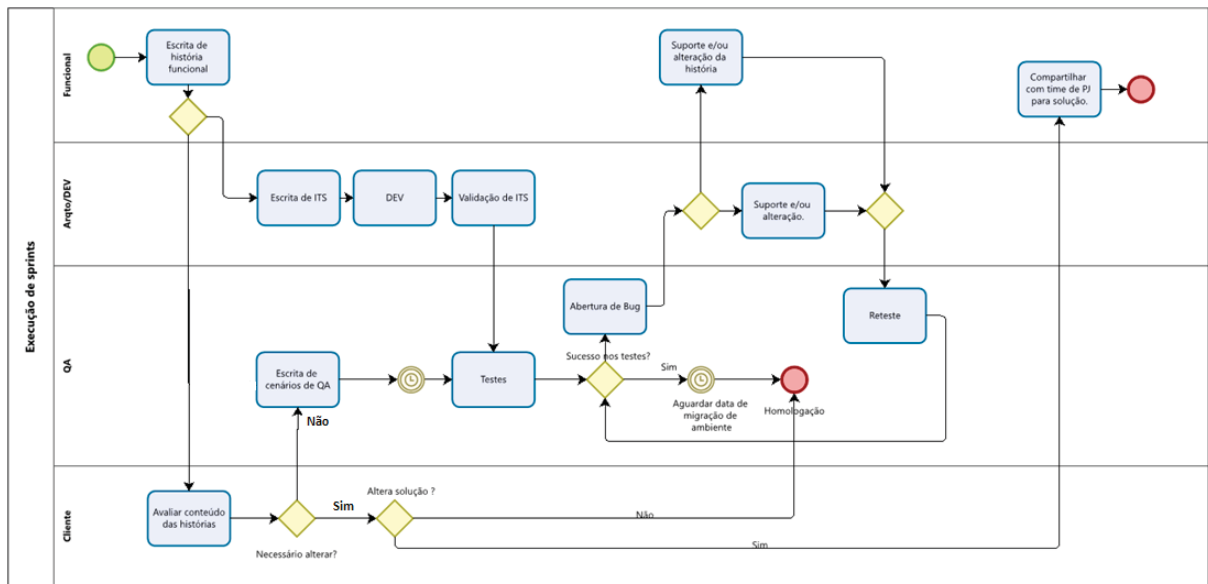 Execução de sprints
Funcional
Escrita de
história
funcional
Suporte e/ou
alteração da
história
Compartilhar
com time de PJ
para solução.
Arqto/DEV
Escrita de ITS
DEV
Validação de ITS
Suporte e/ou
alteração.
QA
Abertura de Bug
Reteste
Sucesso nos testes?
Escrita de
cenários de QA
Testes
Sim
Aguardar data de
migração de
ambiente
Homologação
Não
Cliente
Avaliar conteúdo
das histórias
Necessário alterar?
Sim
Altera solução ?
Não
Sim